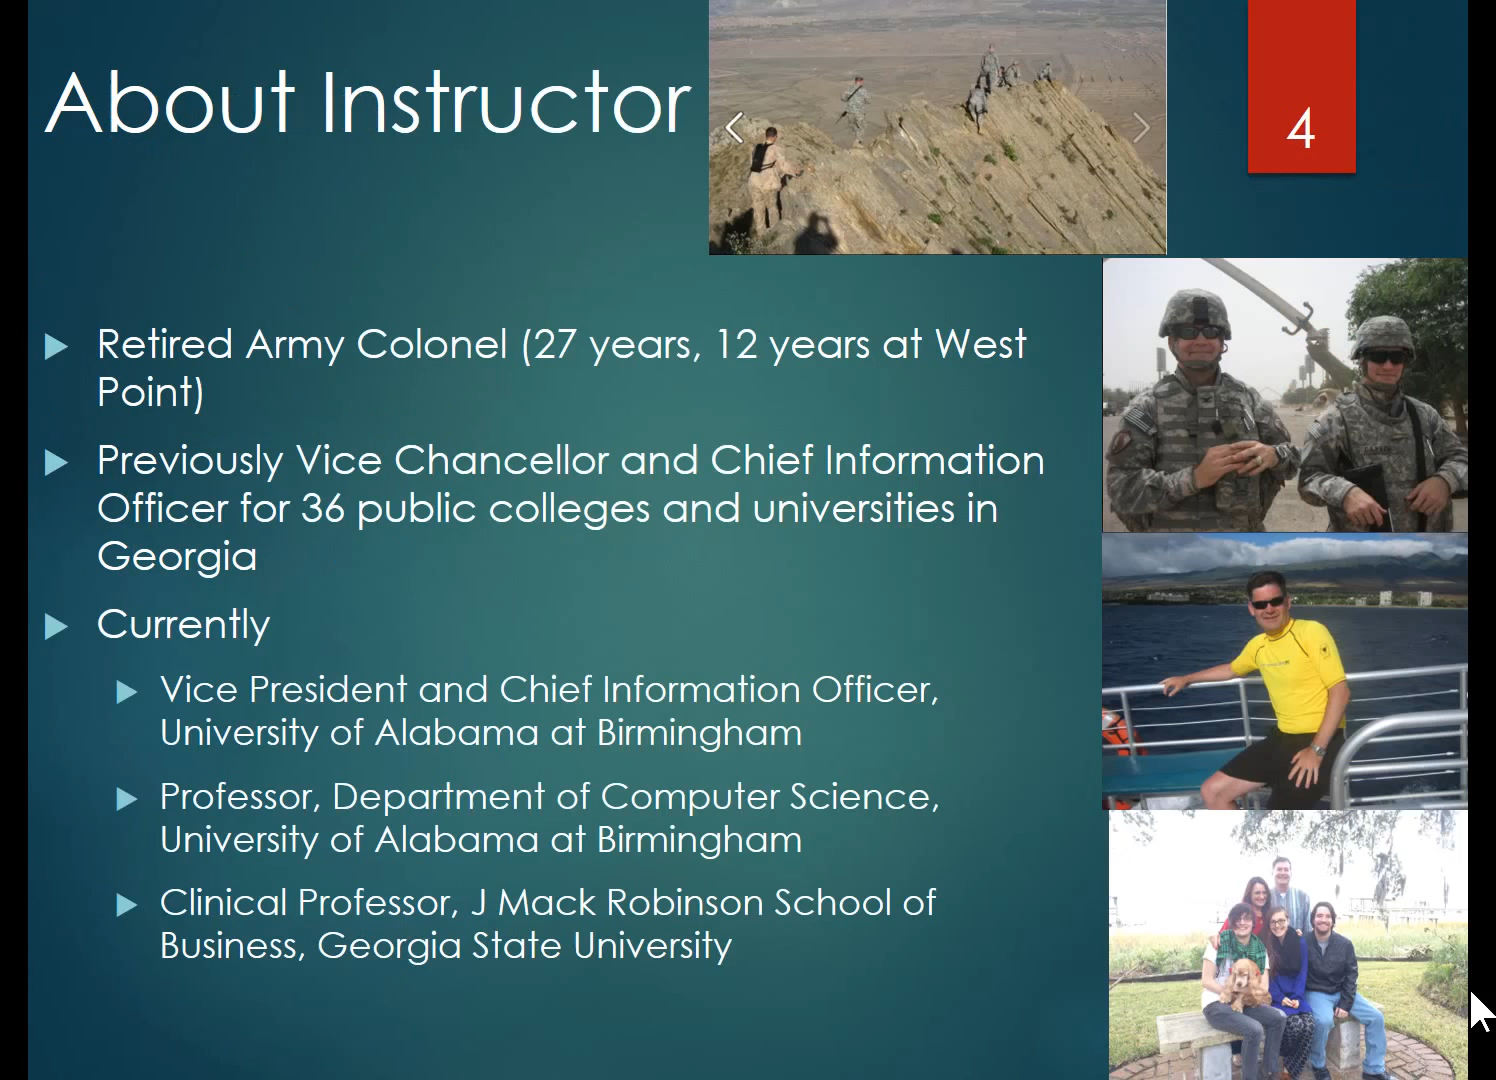 About Instructor
4
Retired Army Colonel (27 years, 12 years at West
Point)
Previously Vice Chancellor and Chief Information
Officer for 36 public colleges and universities in
Georgia
Currently
Vice President and Chief Information Officer,
University of Alabama at Birmingham
Professor, Department of Computer Science,
University of Alabama at Birmingham
Clinical Professor, J Mack Robinson School of
Business, Georgia State University